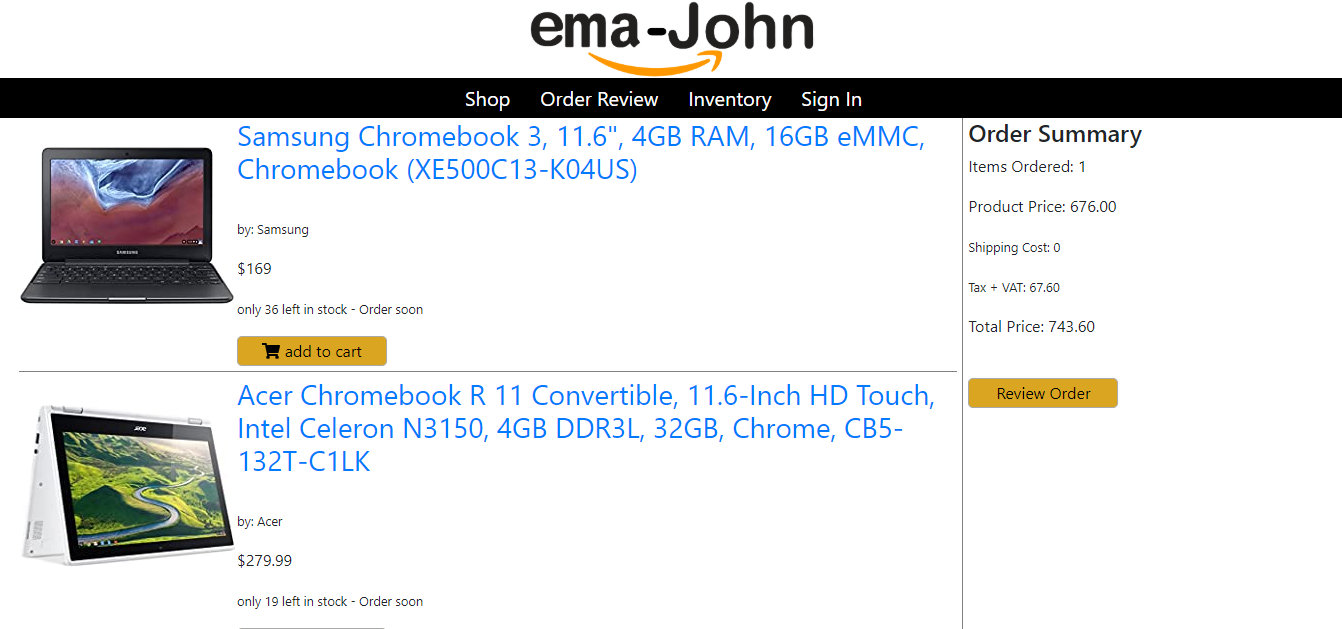 ema-John
Shop Order Review Inventory Sign In
Samsung Chromebook 3, 11.6", 4GB RAM, 16GB eMMC,
Chromebook (XE500C13-K04US)
by: Samsung
$169
only 36 left in stock - Order soon
add to cart
SAMSUNG
Acer Chromebook R 11 Convertible, 11.6-Inch HD Touch,
Intel Celeron N3150, 4GB DDR3L, 32GB, Chrome, CB5-
132T-C1LK
by: Acer
$279.99
only 19 left in stock - Order soon
acer
Order Summary
Items Ordered: 1
Product Price: 676.00
Shipping Cost: 0
Tax + VAT: 67.60
Total Price: 743.60
Review Order